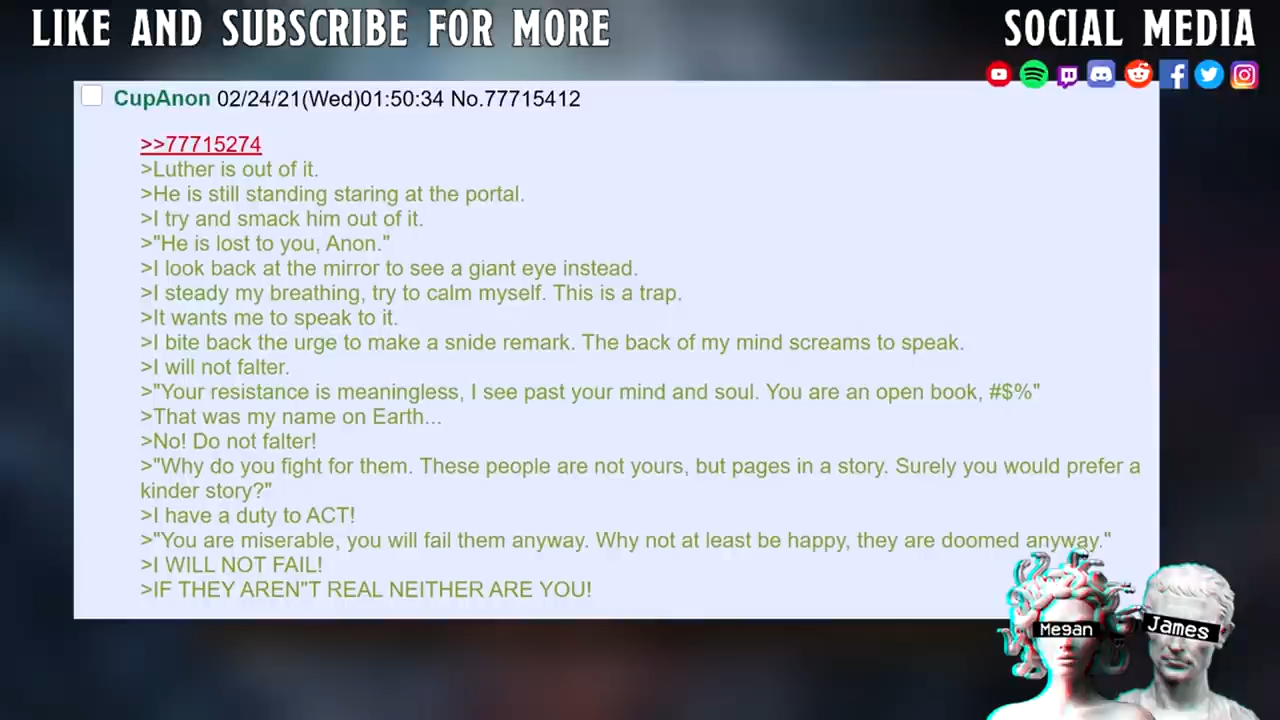 LIKE AND SUBSCRIBE FOR MORE
SOCIAL MEDIA
CupAnon 02/24/21(Wed)01:50:34 No.77715412
>>77715274
>Luther is out of it.
>He is still standing staring at the portal.
>I try and smack him out of it.
>"He is lost to you, Anon."
>I look back at the mirror to see a giant eye instead.
>I steady my breathing, try to calm myself. This is a trap.
>It wants me to speak to it.
>I bite back the urge to make a snide remark. The back of my mind screams to speak.
>I will not falter.
>"Your resistance is meaningless, I see past your mind and soul. You are an open book, #$%"
>That was my name on Earth...
>No! Do not falter!
>"Why do you fight for them. These people are not yours, but pages in a story. Surely you would prefer a
kinder story?"
>I have a duty to ACT!
>"You are miserable, you will fail them anyway. Why not at least be happy, they are doomed anyway."
>I WILL NOT FAIL!
>IF THEY AREN"T REAL NEITHER ARE YOU!
Megan
James